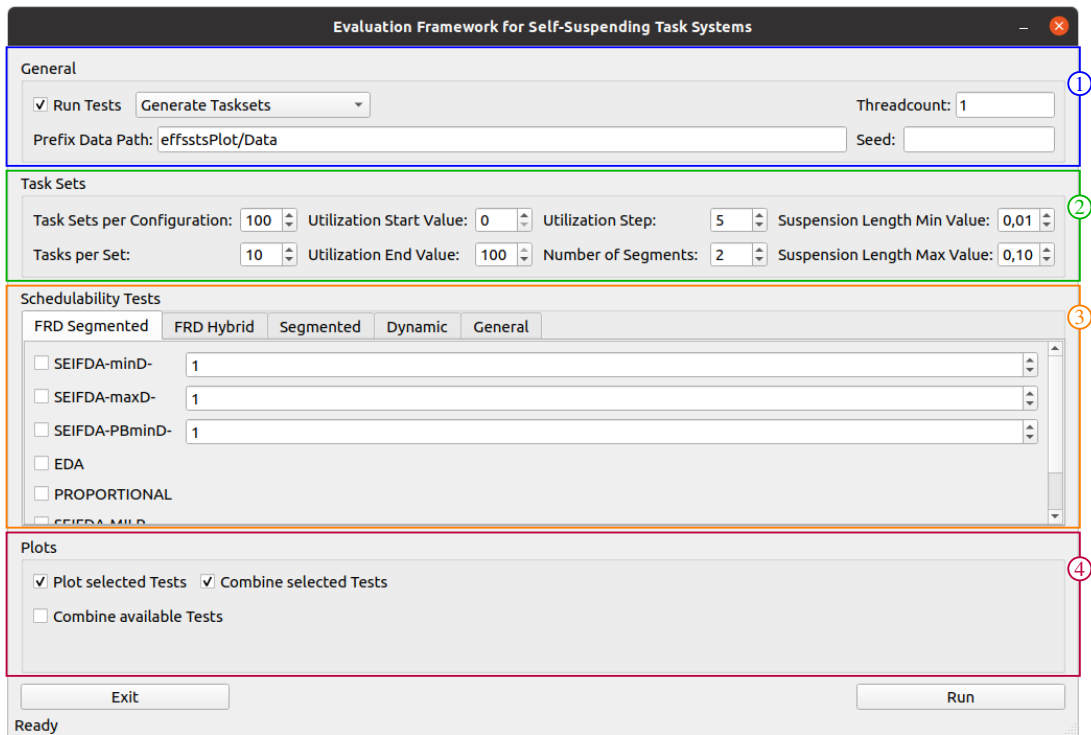 Evaluation Framework for Self-Suspending Task Systems
General
1
Run Tests Generate Tasksets Threadcount: 1
Prefix Data Path: effsstsPlot/Data Seed:
Task Sets
2
Task Sets per Configuration: 100 Utilization Start Value: 0 Utilization Step: 5 Suspension Length Min Value: 0,01
Tasks per Set: 10 Utilization End Value: 100 Number of Segments: 2 Suspension Length Max Value: 0,10
Schedulability Tests
3
FRD Segmented FRD Hybrid Segmented Dynamic General
SEIFDA-minD- 1
SEIFDA-maxD- 1
SEIFDA-PBminD- 1
EDA
PROPORTIONAL
SEIFDA-MILP
Plots
4
Plot selected Tests Combine selected Tests
Combine available Tests
Exit Run
Ready